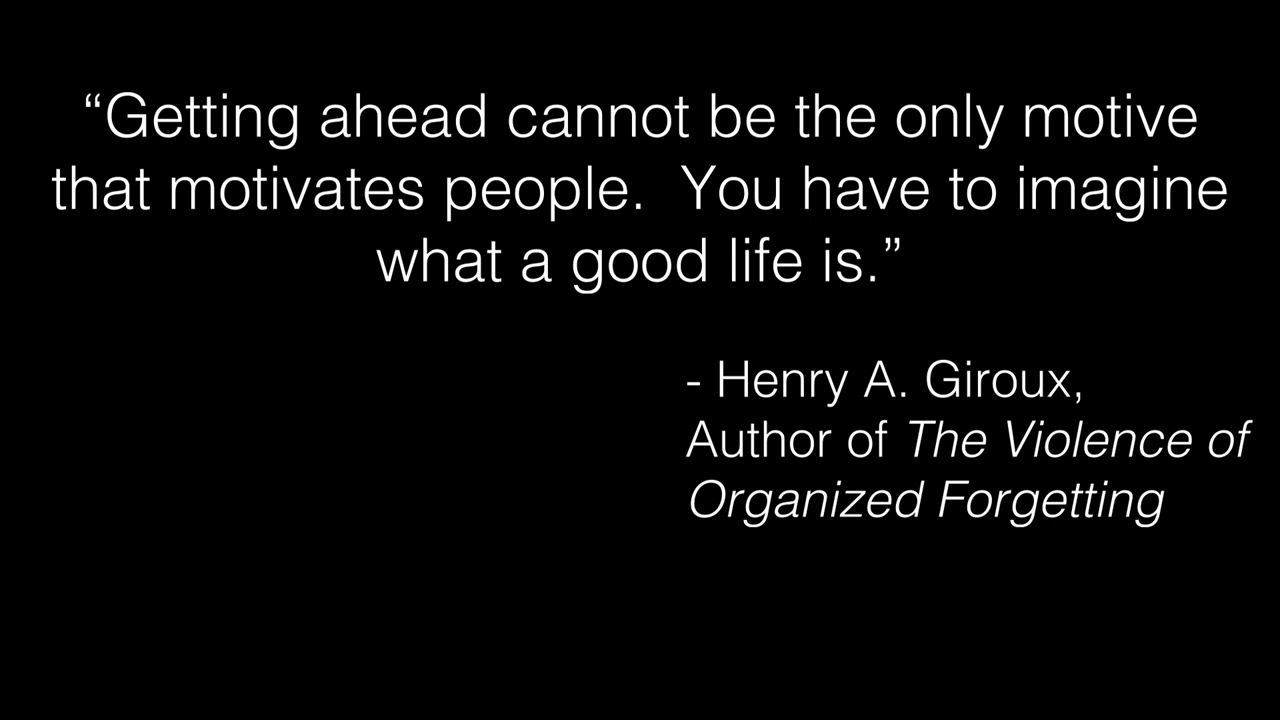 “Getting ahead cannot be the only motive
that motivates people.  You have to imagine
what a good life is.”
- Henry A. Giroux,
Author of The Violence of
Organized Forgetting